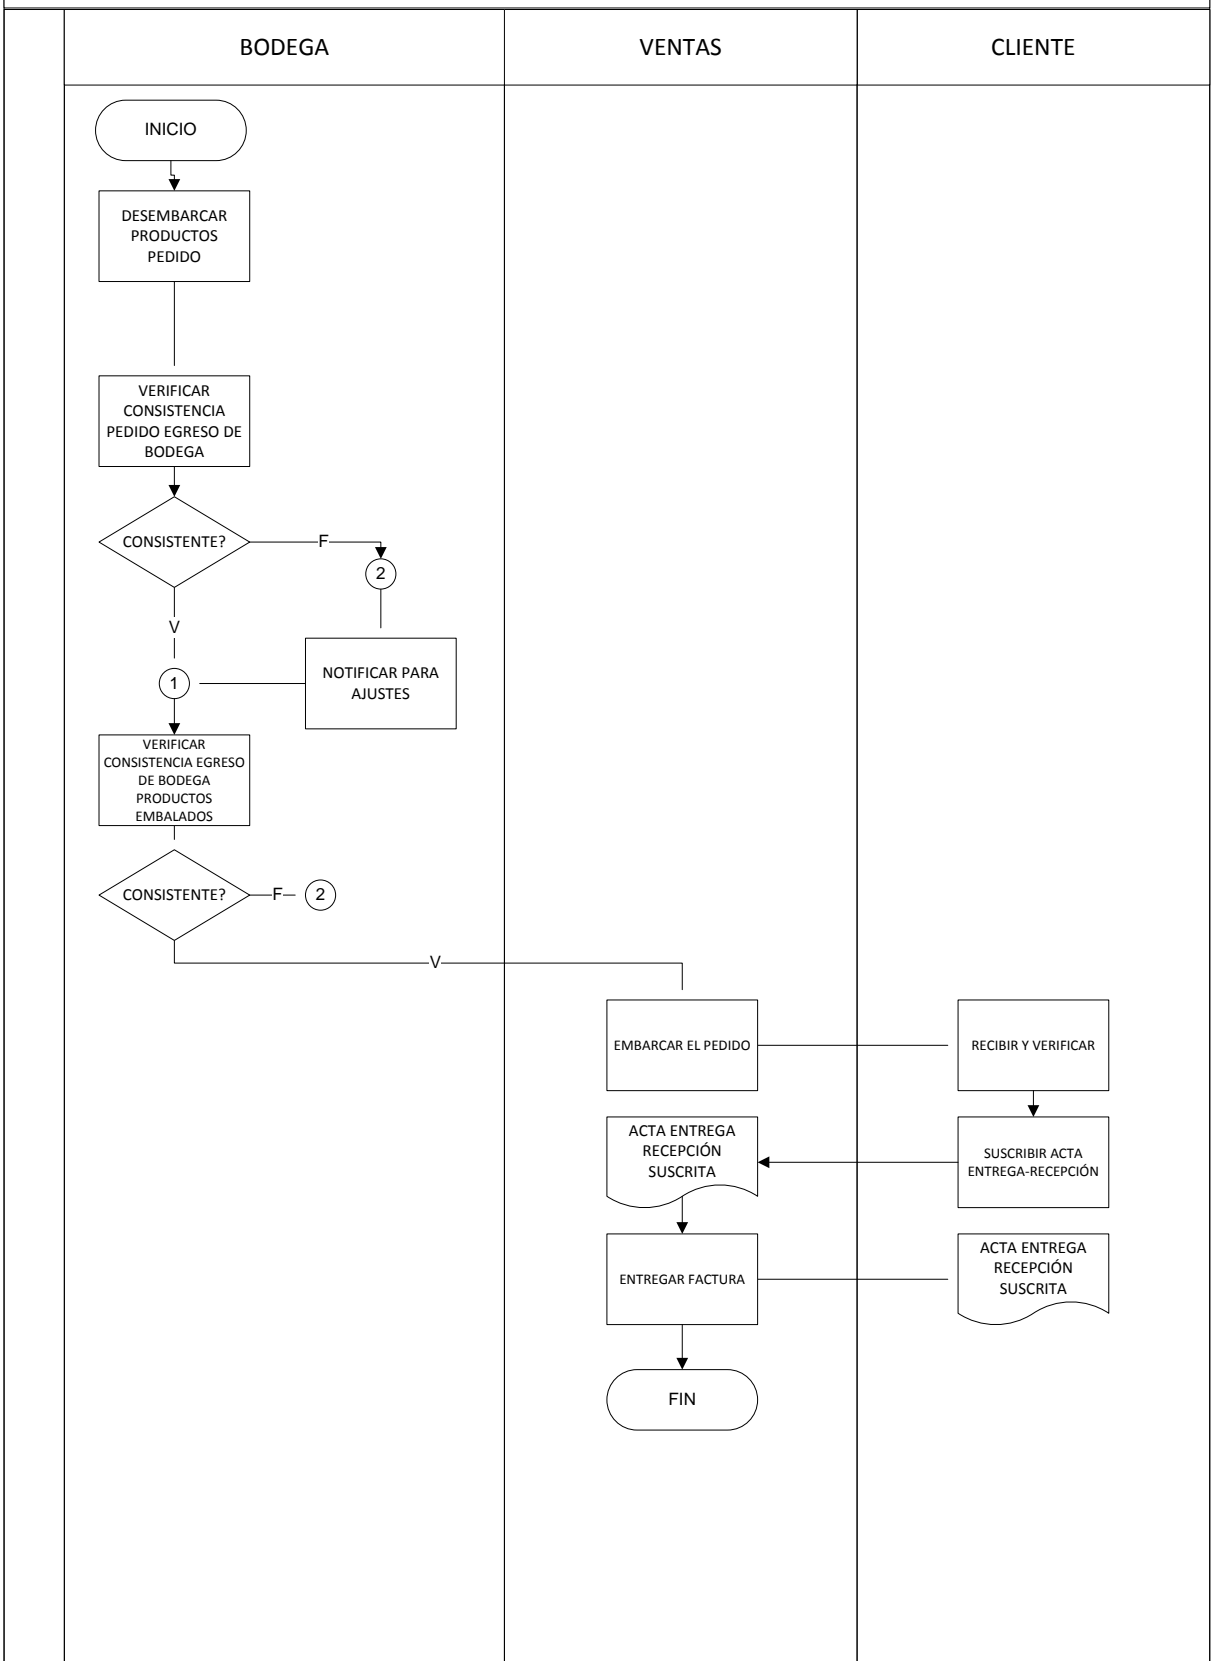 BODEGA
VENTAS
CLIENTE
INICIO
DESEMBARCAR
PRODUCTOS
PEDIDO
VERIFICAR
CONSISTENCIA
PEDIDO EGRESO DE
BODEGA
CONSISTENTE?
F
2
V
NOTIFICAR PARA
AJUSTES
1
VERIFICAR
CONSISTENCIA EGRESO
DE BODEGA
PRODUCTOS
EMBALADOS
CONSISTENTE?
F
2
V
EMBARCAR EL PEDIDO
RECIBIR Y VERIFICAR
ACTA ENTREGA
RECEPCIÓN
SUSCRITA
SUSCRIBIR ACTA
ENTREGA-RECEPCIÓN
ENTREGAR FACTURA
ACTA ENTREGA
RECEPCIÓN
SUSCRITA
FIN